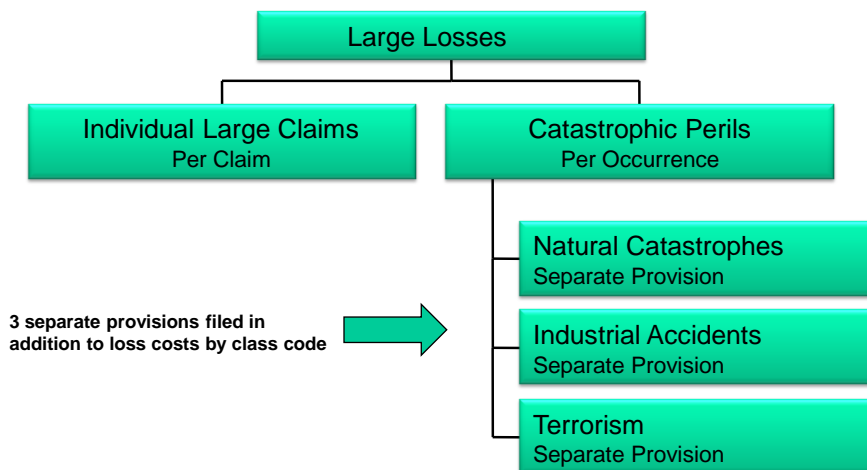 Large Losses
Individual Large Claims
Per Claim
Catastrophic Perils
Per Occurrence
Natural Catastrophes
Separate Provision
3 separate provisions filed in
addition to loss costs by class code
Industrial Accidents
Separate Provision
Terrorism
Separate Provision